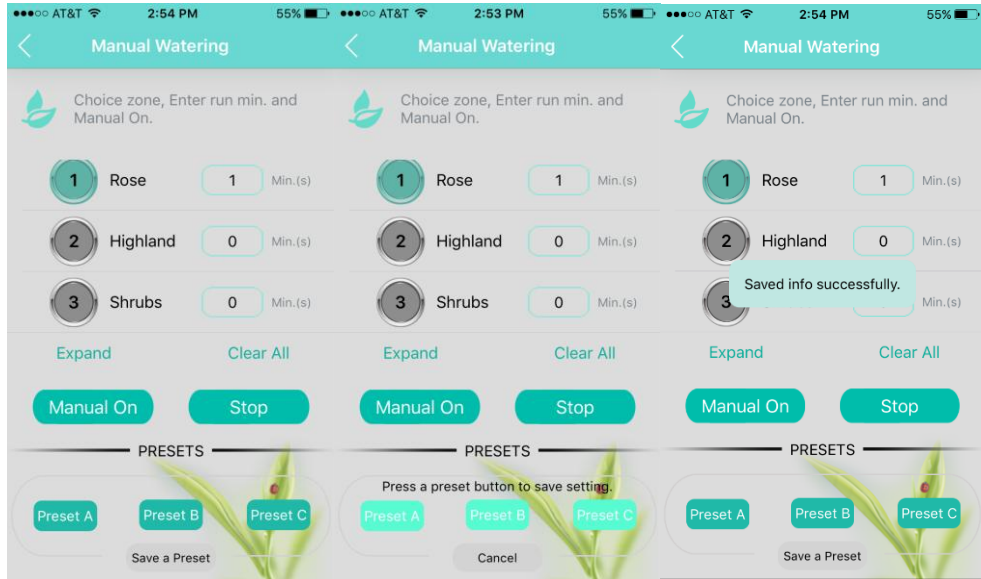 AT&T 2:54 PM 55%
Manual Watering
Choice zone, Enter run min. and
Manual On.
1 Rose 1 Min.(s)
2 Highland 0 Min.(s)
3 Shrubs 0 Min.(s)
Expand Clear All
Manual On Stop
PRESETS
Preset A Preset B Preset C
Save a Preset
AT&T 2:53 PM 55%
Manual Watering
Choice zone, Enter run min. and
Manual On.
1 Rose 1 Min.(s)
2 Highland 0 Min.(s)
3 Shrubs 0 Min.(s)
Expand Clear All
Manual On Stop
PRESETS
Press a preset button to save setting.
Preset A Preset B Preset C
Cancel
AT&T 2:54 PM 55%
Manual Watering
Choice zone, Enter run min. and
Manual On.
1 Rose 1 Min.(s)
2 Highland 0 Min.(s)
Saved info successfully.
3 Min.(s)
Expand Clear All
Manual On Stop
PRESETS
Preset A Preset B Preset C
Save a Preset